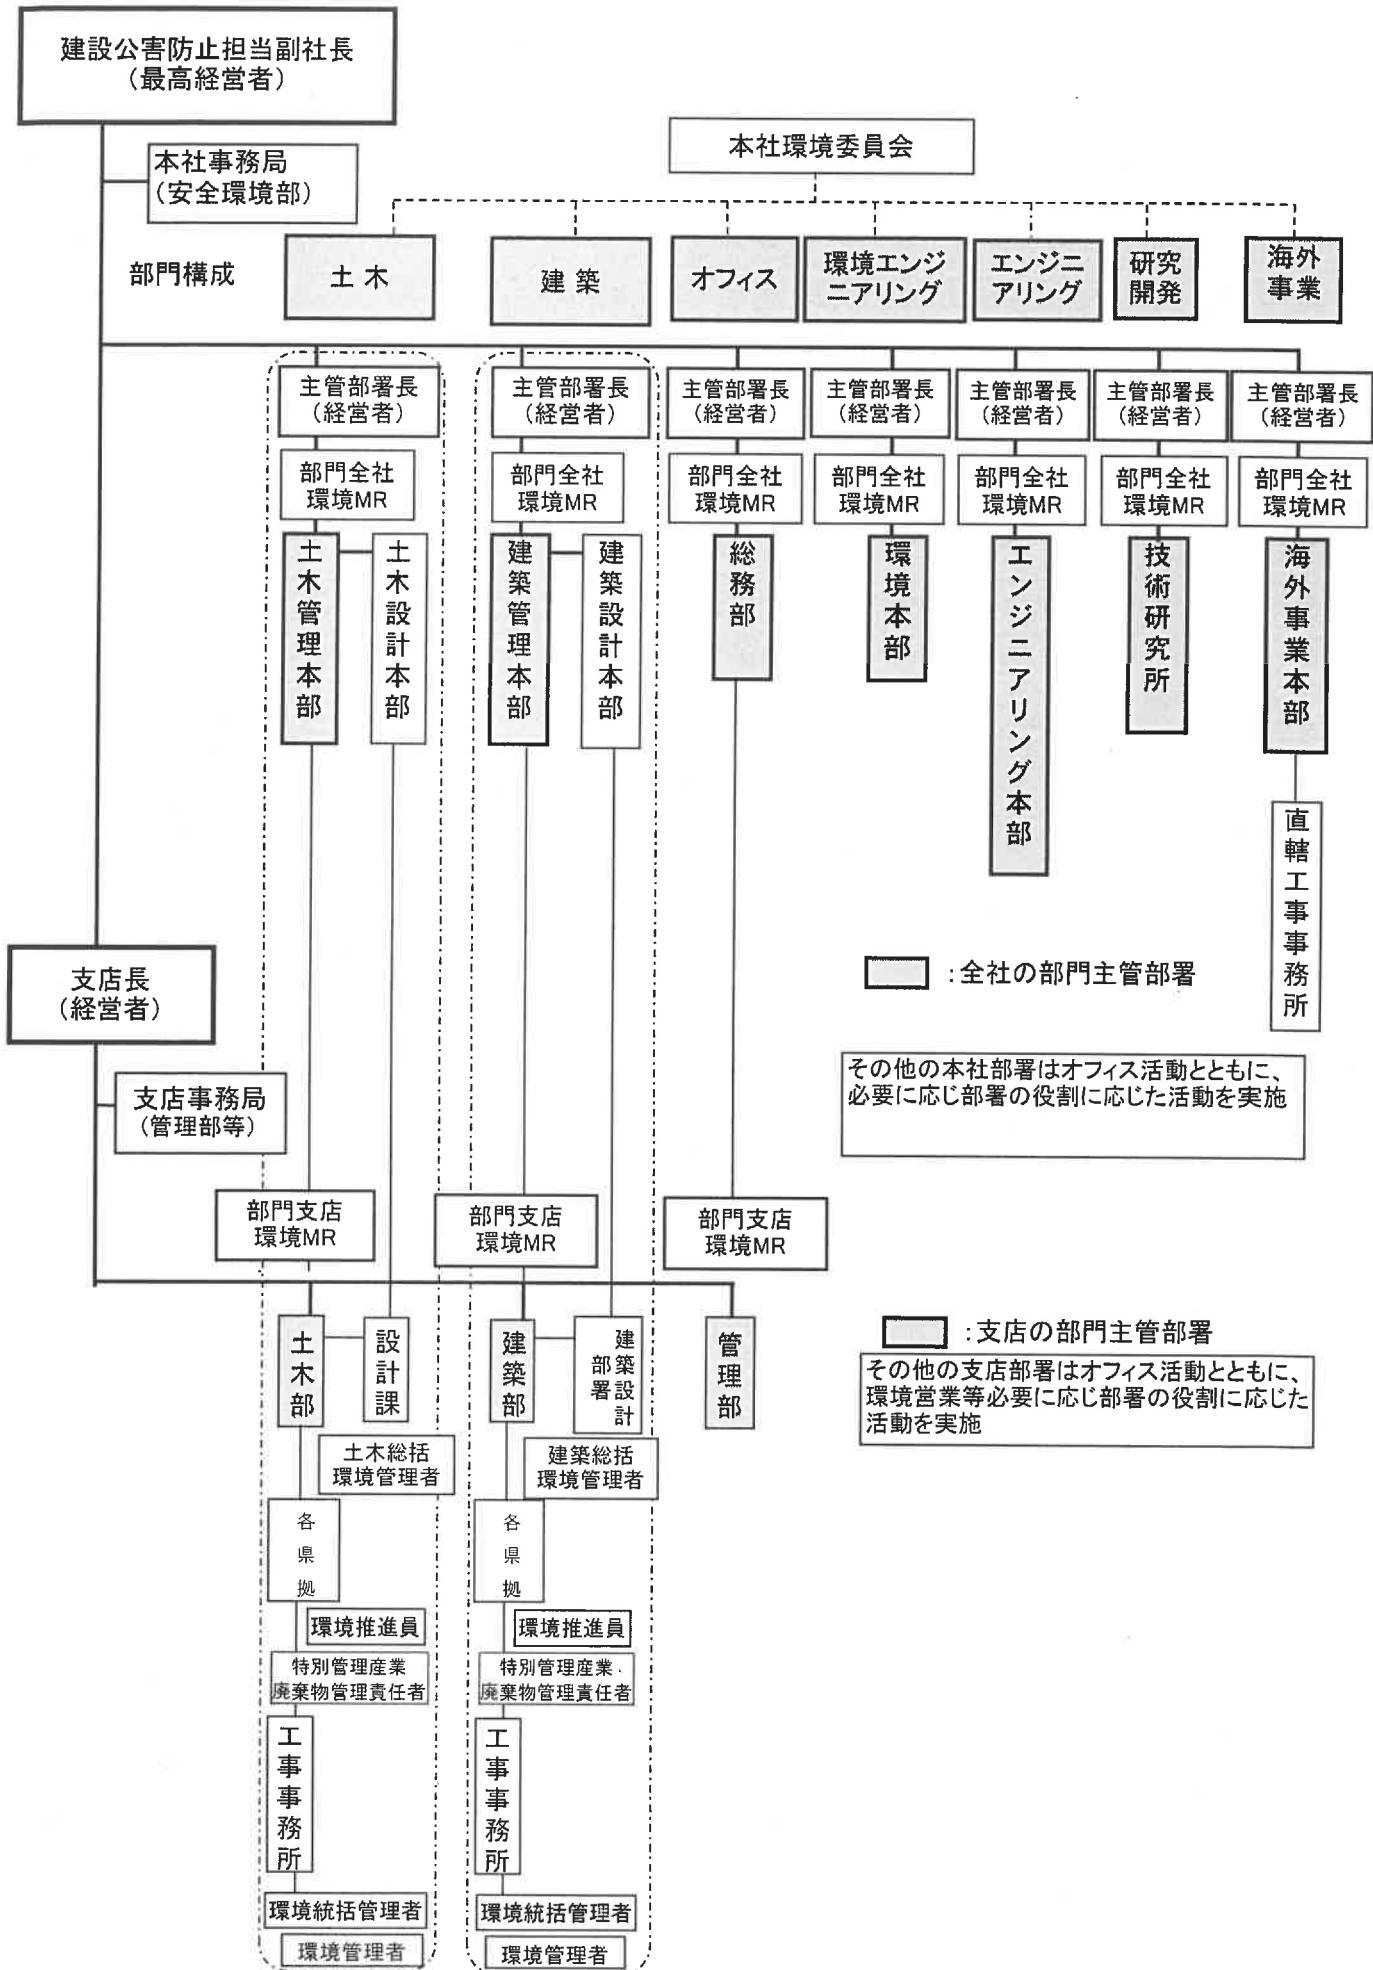 建設公害防止担当副社長
（最高経営者）
本社事務局
（安全環境部）
本社環境委員会
部門構成
土木
建築
オフィス
環境エンジ
ニアリング
エンジニ
アリング
研究
開発
海外
事業
主管部署長
（経営者）
主管部署長
（経営者）
主管部署長
（経営者）
主管部署長
（経営者）
主管部署長
（経営者）
主管部署長
（経営者）
主管部署長
（経営者）
部門全社
環境MR
部門全社
環境MR
部門全社
環境MR
部門全社
環境MR
部門全社
環境MR
部門全社
環境MR
部門全社
環境MR
土木管理本部
土木設計本部
建築管理本部
建築設計本部
総務部
環境本部
エンジニアリング本部
技術研究所
海外事業本部
直轄工事事務所
支店長
（経営者）
：全社の部門主管部署
その他の本社部署はオフィス活動とともに、
必要に応じ部署の役割に応じた活動を実施
支店事務局
（管理部等）
部門支店
環境MR
部門支店
環境MR
部門支店
環境MR
土木部
設計課
建築部
建築設計
部署
管理部
：支店の部門主管部署
その他の支店部署はオフィス活動とともに、
環境営業等必要に応じ部署の役割に応じた
活動を実施
土木総括
環境管理者
建築総括
環境管理者
各県拠
各県拠
環境推進員
環境推進員
特別管理産業
廃棄物管理責任者
特別管理産業
廃棄物管理責任者
工事事務所
工事事務所
環境統括管理者
環境統括管理者
環境管理者
環境管理者